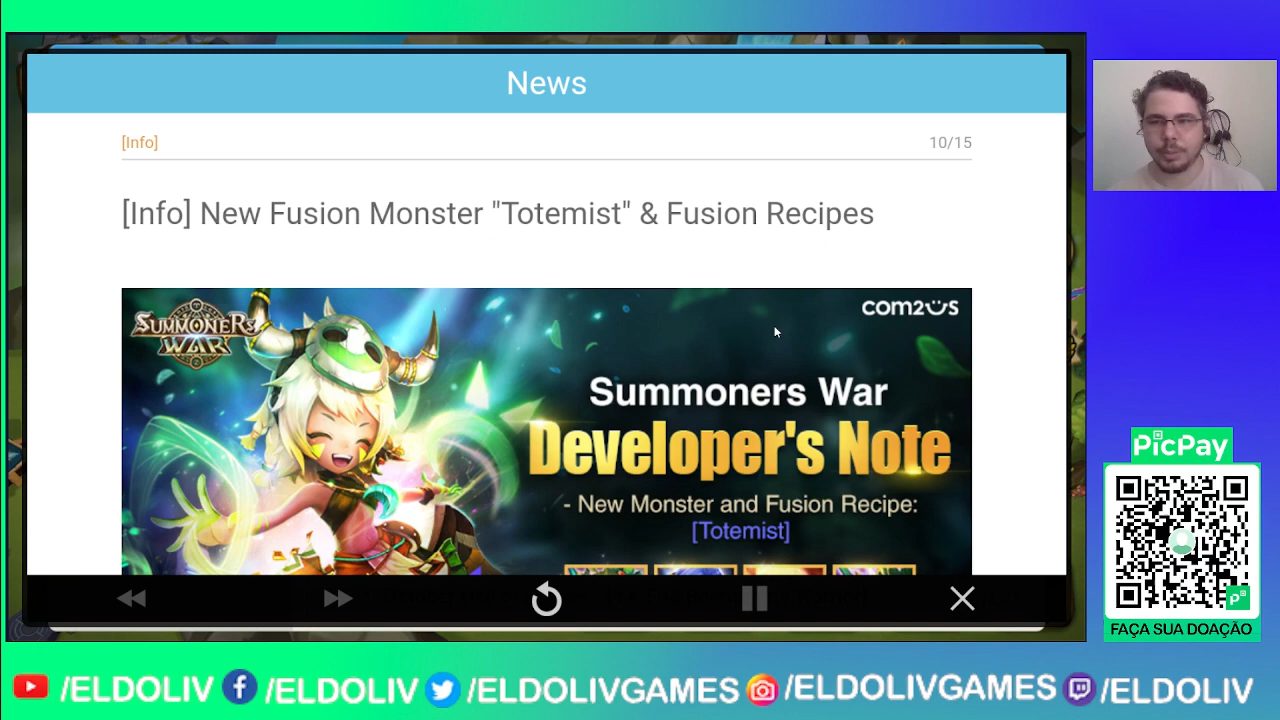 News
[Info]
10/15
[Info] New Fusion Monster "Totemist" & Fusion Recipes
SUMMONERS WAR
com2us
Summoners War
Developer's Note
- New Monster and Fusion Recipe:
[Totemist]
PicPay
FAÇA SUA DOAÇÃO
/ELDOLIV
/ELDOLIV
/ELDOLIVGAMES
/ELDOLIVGAMES
/ELDOLIV